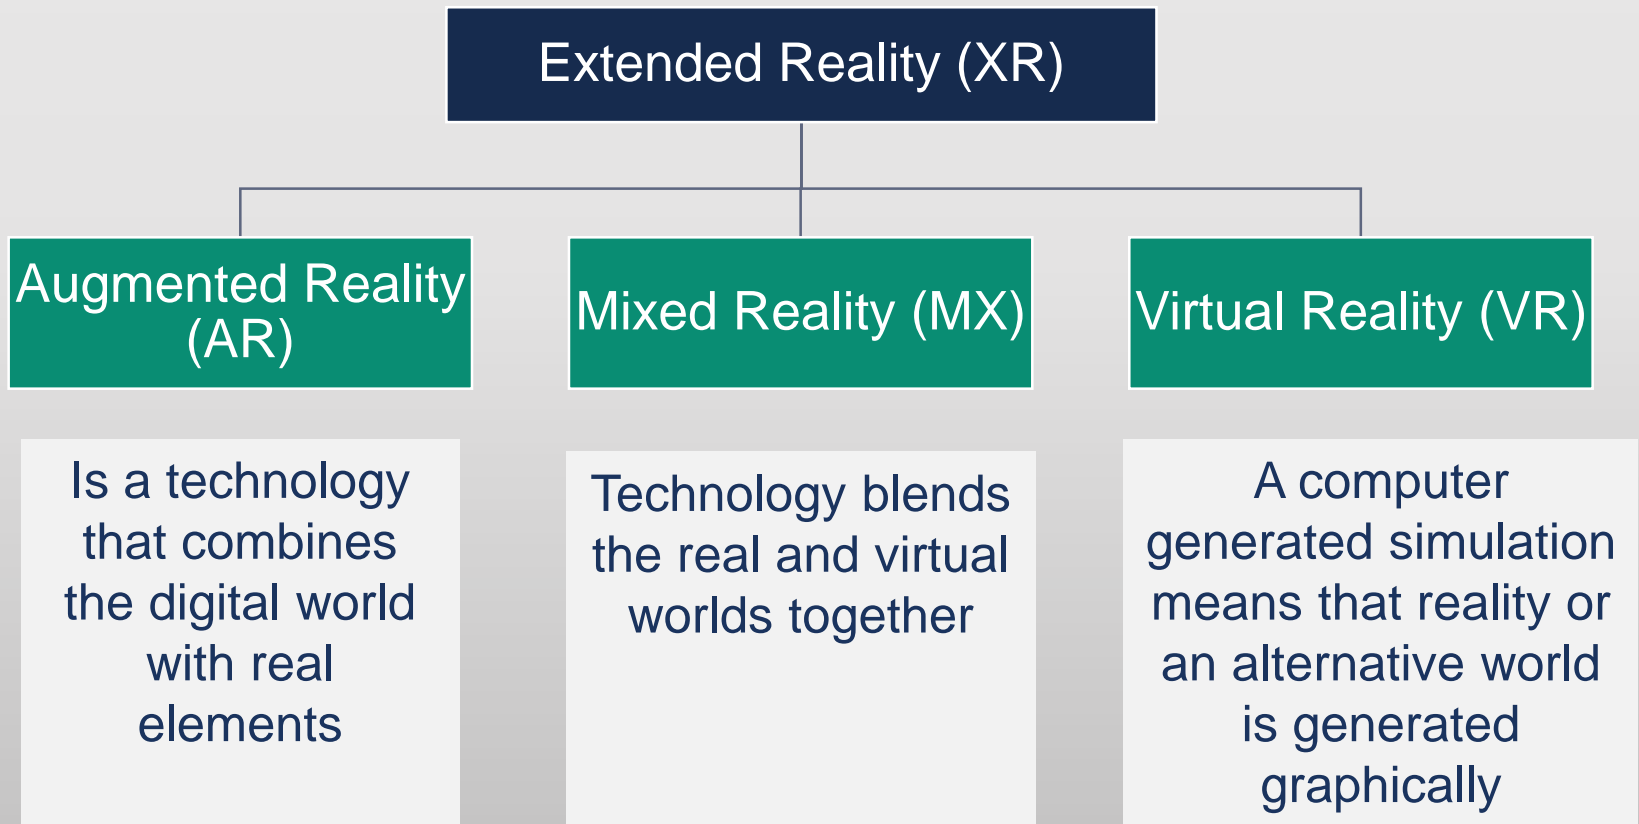 Extended Reality (XR)
Augmented Reality
(AR)
Mixed Reality (MX)
Virtual Reality (VR)
Is a technology
that combines
the digital world
with real
elements
Technology blends
the real and virtual
worlds together
A computer
generated simulation
means that reality or
an alternative world
is generated
graphically